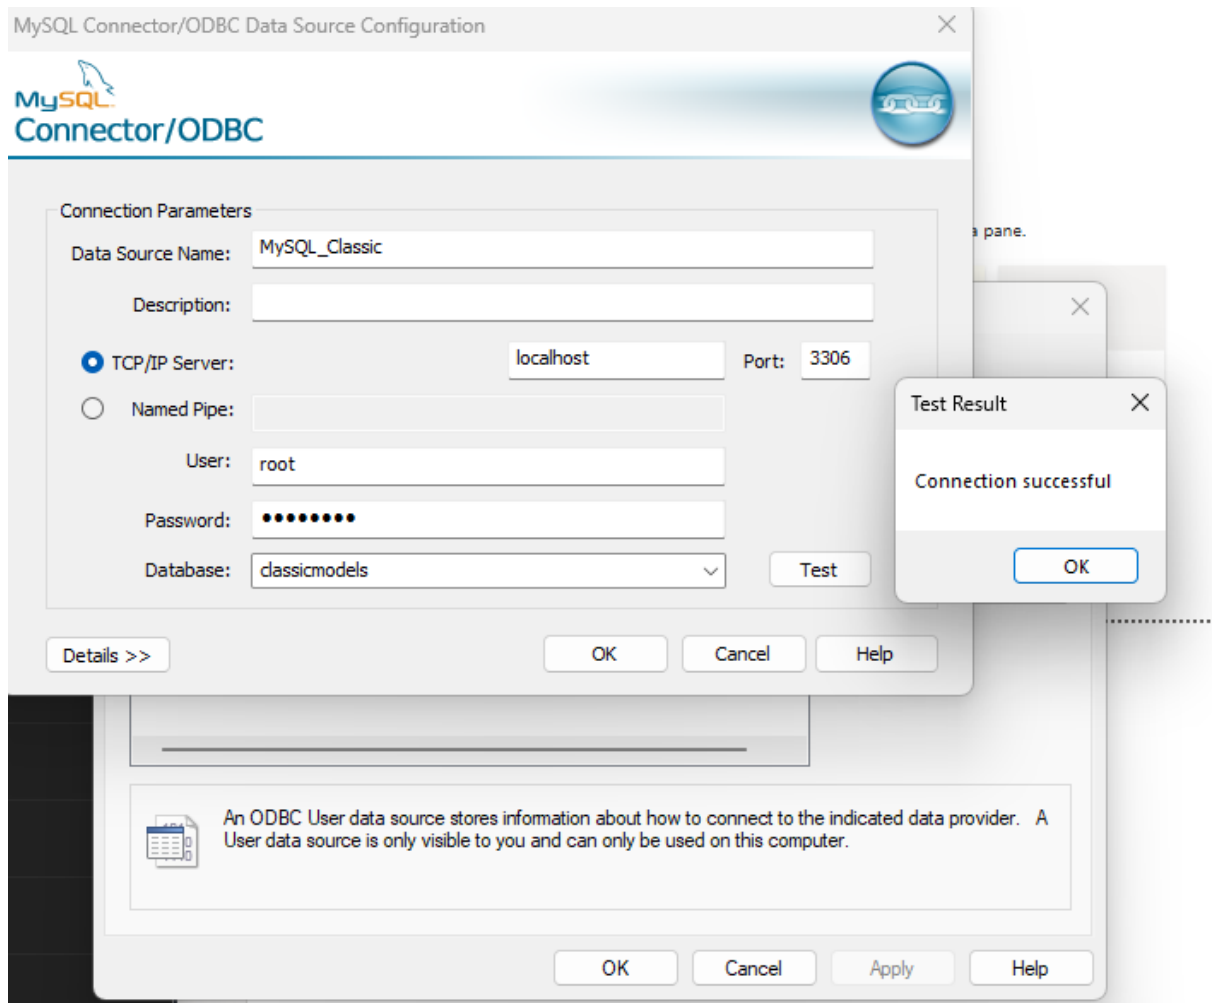 MySQL Connector/ODBC Data Source Configuration
MySQL
Connector/ODBC
Connection Parameters
Data Source Name: MySQL_Classic
Description:
TCP/IP Server: localhost Port: 3306
Named Pipe:
User: root
Password: ••••••••
Database: classicmodels Test
Details >> OK Cancel Help
a pane.
Test Result
Connection successful
OK
An ODBC User data source stores information about how to connect to the indicated data provider. A
User data source is only visible to you and can only be used on this computer.
OK Cancel Apply Help